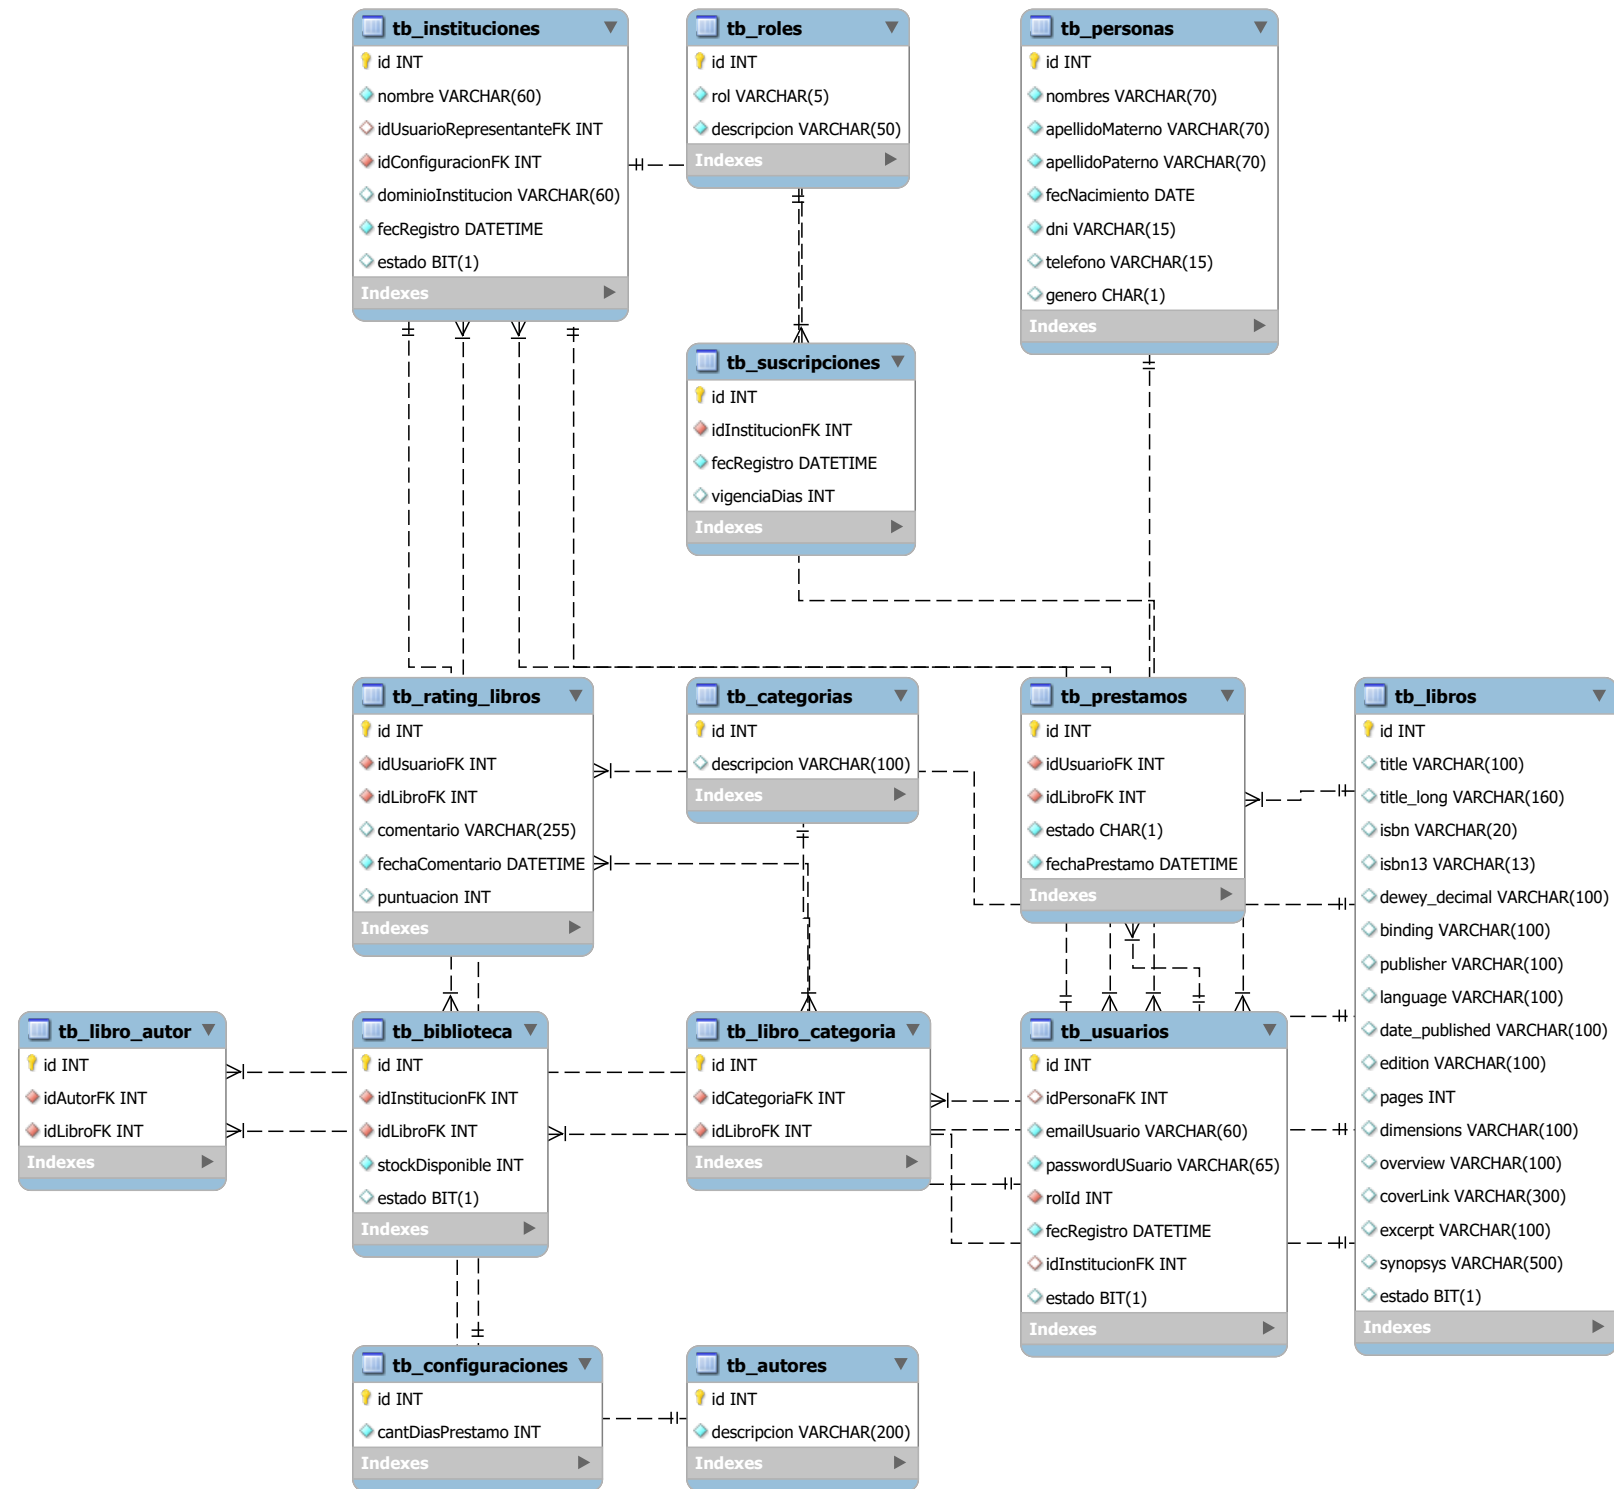 tb_instituciones
id INT
nombre VARCHAR(60)
idUsuarioRepresentanteFK INT
idConfiguracionFK INT
dominioInstitucion VARCHAR(60)
fecRegistro DATETIME
estado BIT(1)
Indexes
tb_roles
id INT
rol VARCHAR(5)
descripcion VARCHAR(50)
Indexes
tb_personas
id INT
nombres VARCHAR(70)
apellidoMaterno VARCHAR(70)
apellidoPaterno VARCHAR(70)
fecNacimiento DATE
dni VARCHAR(15)
telefono VARCHAR(15)
genero CHAR(1)
Indexes
tb_suscripciones
id INT
idInstitucionFK INT
fecRegistro DATETIME
vigenciaDias INT
Indexes
tb_rating_libros
id INT
idUsuarioFK INT
idLibroFK INT
comentario VARCHAR(255)
fechaComentario DATETIME
puntuacion INT
Indexes
tb_categorias
id INT
descripcion VARCHAR(100)
Indexes
tb_prestamos
id INT
idUsuarioFK INT
idLibroFK INT
estado CHAR(1)
fechaPrestamo DATETIME
Indexes
tb_libros
id INT
title VARCHAR(100)
title_long VARCHAR(160)
isbn VARCHAR(20)
isbn13 VARCHAR(13)
dewey_decimal VARCHAR(100)
binding VARCHAR(100)
publisher VARCHAR(100)
language VARCHAR(100)
date_published VARCHAR(100)
edition VARCHAR(100)
pages INT
dimensions VARCHAR(100)
overview VARCHAR(100)
coverLink VARCHAR(300)
excerpt VARCHAR(100)
synopsys VARCHAR(500)
estado BIT(1)
Indexes
tb_libro_autor
id INT
idAutorFK INT
idLibroFK INT
Indexes
tb_biblioteca
id INT
idInstitucionFK INT
idLibroFK INT
stockDisponible INT
estado BIT(1)
Indexes
tb_libro_categoria
id INT
idCategoriaFK INT
idLibroFK INT
Indexes
tb_usuarios
id INT
idPersonaFK INT
emailUsuario VARCHAR(60)
passwordUSuario VARCHAR(65)
rolId INT
fecRegistro DATETIME
idInstitucionFK INT
estado BIT(1)
Indexes
tb_configuraciones
id INT
cantDiasPrestamo INT
Indexes
tb_autores
id INT
descripcion VARCHAR(200)
Indexes